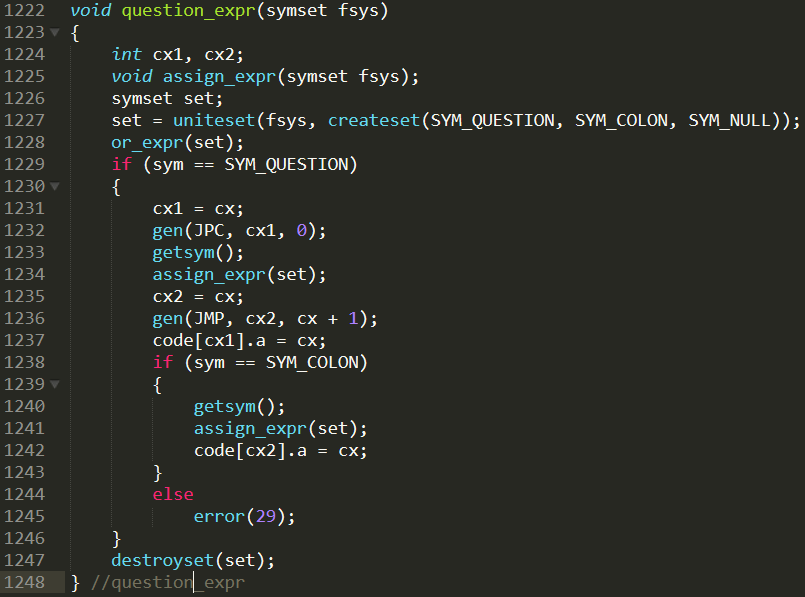 1222 void question_expr(symset fsys)
1223 {
1224     int cx1, cx2;
1225     void assign_expr(symset fsys);
1226     symset set;
1227     set = uniteset(fsys, createset(SYM_QUESTION, SYM_COLON, SYM_NULL));
1228     or_expr(set);
1229     if (sym == SYM_QUESTION)
1230     {
1231         cx1 = cx;
1232         gen(JPC, cx1, 0);
1233         getsym();
1234         assign_expr(set);
1235         cx2 = cx;
1236         gen(JMP, cx2, cx + 1);
1237         code[cx1].a = cx;
1238         if (sym == SYM_COLON)
1239         {
1240             getsym();
1241             assign_expr(set);
1242             code[cx2].a = cx;
1243         }
1244         else
1245             error(29);
1246     }
1247     destroyset(set);
1248 } //question_expr